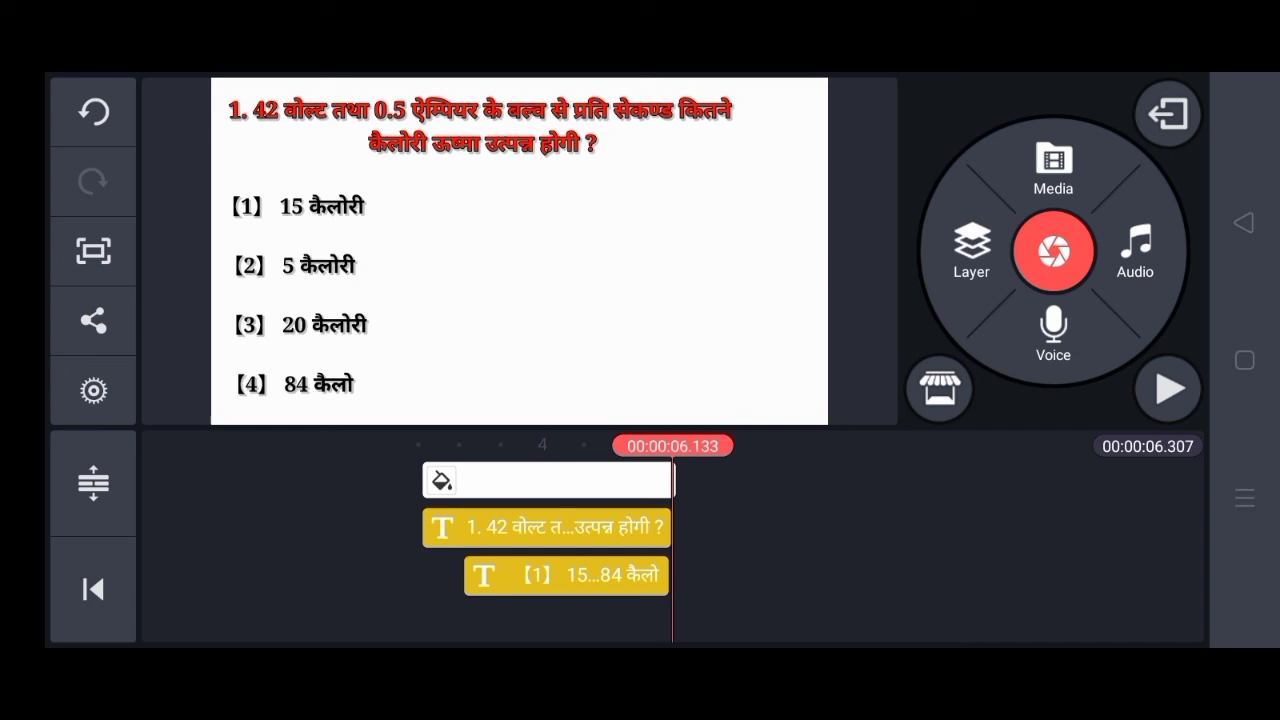 1. 42 वोल्ट तथा 0.5 ऐम्पियर के बल्व से प्रति सेकण्ड कितने
कैलोरी ऊष्मा उत्पन्न होगी ?
【1】 15 कैलोरी
【2】 5 कैलोरी
【3】 20 कैलोरी
【4】 84 कैलो
Media
Layer
Audio
Voice
4
00:00:06.133
00:00:06.307
T 1. 42 वोल्ट त...उत्पन्न होगी ?
T 【1】 15...84 कैलो